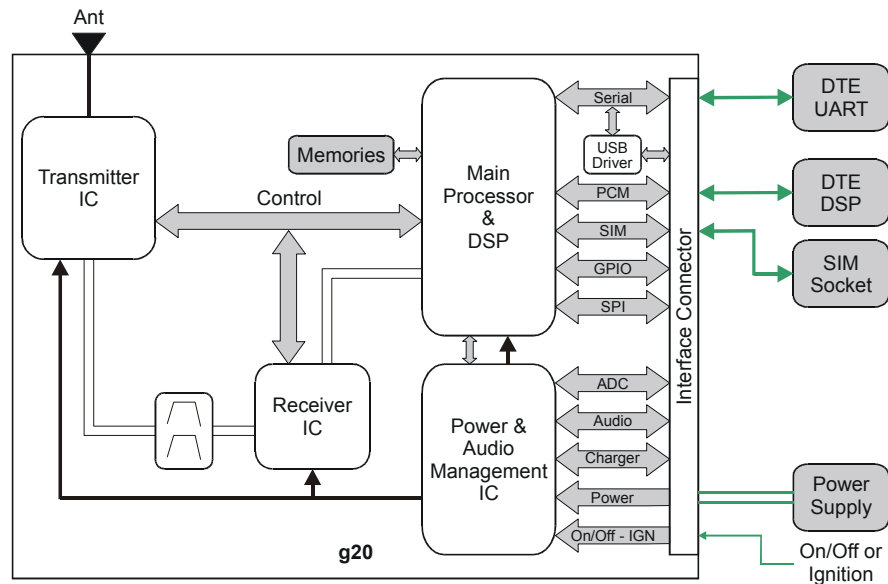 Ant
Transmitter
IC
Memories
Control
Main
Processor
&
DSP
Serial
USB
Driver
PCM
SIM
GPIO
SPI
Interface Connector
DTE
UART
DTE
DSP
SIM
Socket
Receiver
IC
Power &
Audio
Management
IC
ADC
Audio
Charger
Power
On/Off - IGN
Power
Supply
On/Off or
Ignition
g20